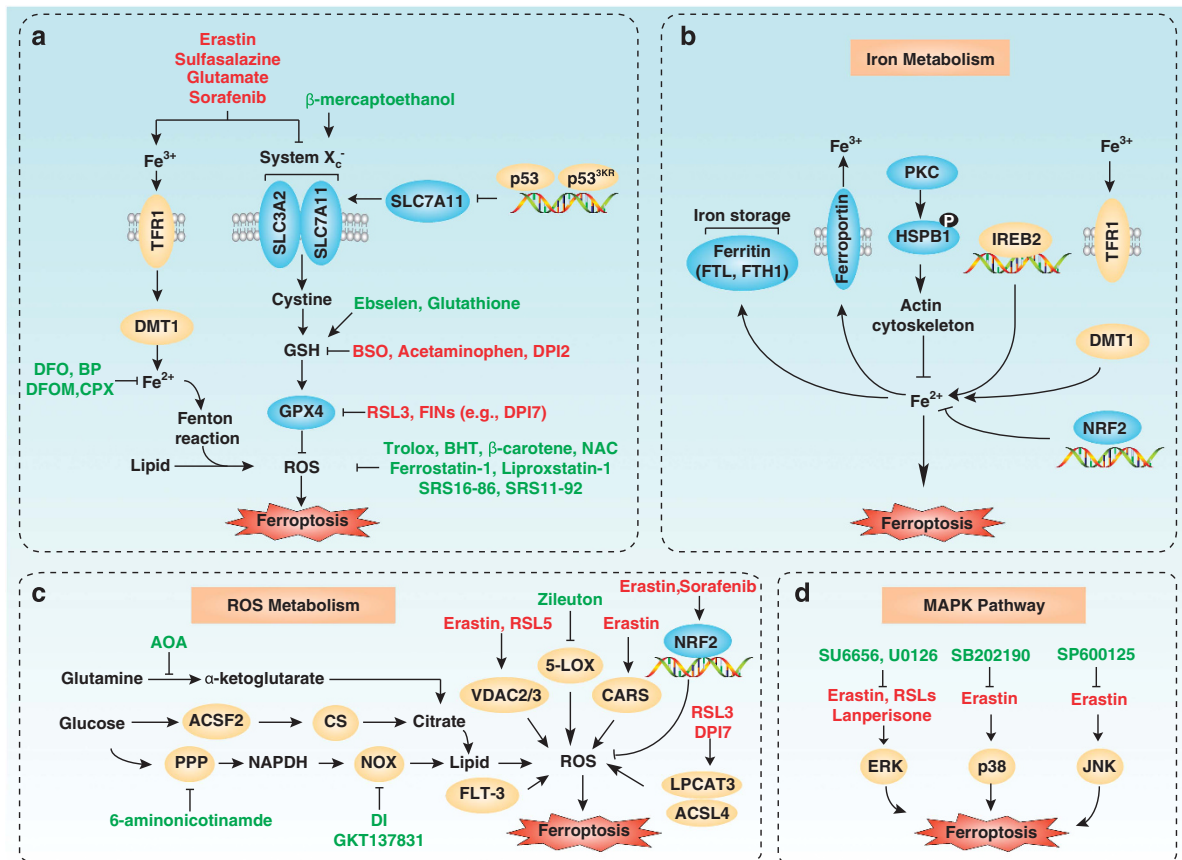 a
Erastin
Sulfasalazine
Glutamate
Sorafenib
β-mercaptoethanol
Fe3+
System Xc-
TFR1
SLC3A2
SLC7A11
SLC7A11
p53
p533KR
DMT1
Cystine
Ebselen, Glutathione
GSH
BSO, Acetaminophen, DPI2
DFO, BP
DFOM,CPX
Fe2+
GPX4
RSL3, FINs (e.g., DPI7)
Fenton
reaction
Lipid
ROS
Trolox, BHT, β-carotene, NAC
Ferrostatin-1, Liproxstatin-1
SRS16-86, SRS11-92
Ferroptosis
b
Iron Metabolism
Fe3+
PKC
Fe3+
Iron storage
Ferritin
(FTL, FTH1)
Ferroportin
P
HSPB1
IREB2
TFR1
Actin
cytoskeleton
DMT1
Fe2+
NRF2
Ferroptosis
c
ROS Metabolism
AOA
Glutamine
α-ketoglutarate
Glucose
ACSF2
CS
Citrate
PPP
NAPDH
NOX
Lipid
6-aminonicotinamde
DI
GKT137831
FLT-3
Erastin, RSL5
VDAC2/3
Zileuton
5-LOX
Erastin
CARS
Erastin,Sorafenib
NRF2
RSL3
DPI7
LPCAT3
ACSL4
ROS
Ferroptosis
d
MAPK Pathway
SU6656, U0126
SB202190
SP600125
Erastin, RSLs
Lanperisone
Erastin
Erastin
ERK
p38
JNK
Ferroptosis